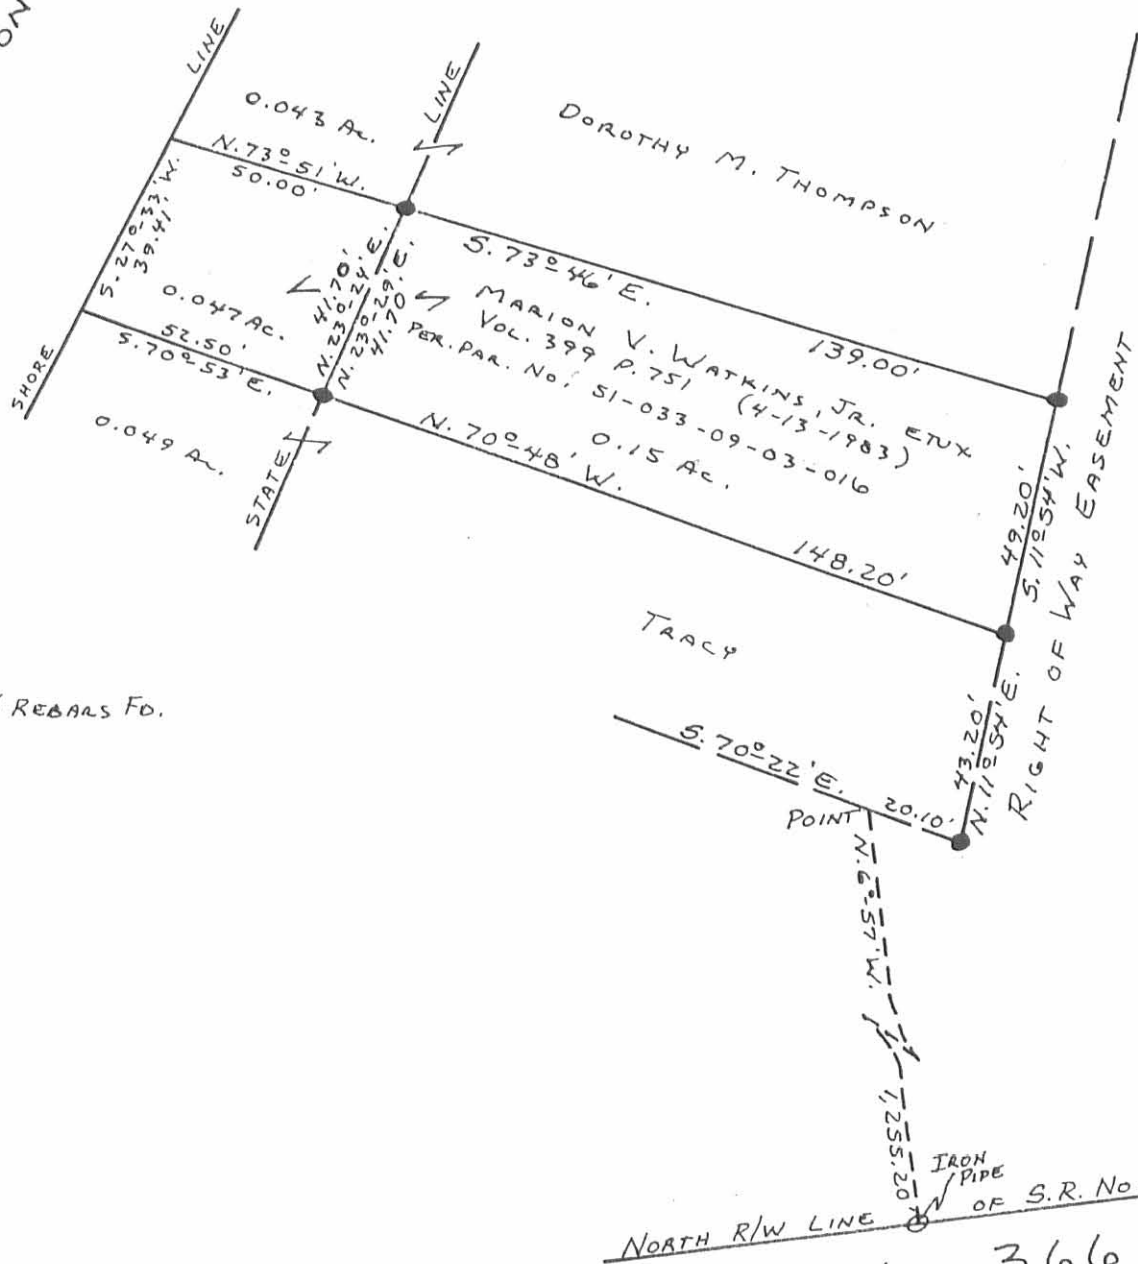 ON
LINE
0.043 Ac.
LINE
DOROTHY M. THOMPSON
N. 73°-51' W.
50.00'
S. 27°-33' W.
39.41'
S. 73°-46' E.
139.00'
41.70'
N. 23°-24' E.
N. 23°-29' E.
41.70
MARION V. WATKINS, JR. ETUX
VOL. 399 P. 751 (4-13-1983)
PER. PAR. NO: 51-033-09-03-016
0.15 AC.
0.047 AC.
52.50'
S. 70°-53' E.
SHORE
0.049 Ac.
STATE
N. 70°-48' W.
148.20'
49.20'
S. 11°-54' W.
RIGHT OF WAY EASEMENT
TRACY
REBARS FD.
S. 70°-22' E.
20.10'
43.20'
N. 11°-54' E.
POINT
N. 6°-57' W.
1,255.20'
IRON
PIPE
NORTH R/W LINE OF S.R. NO
366